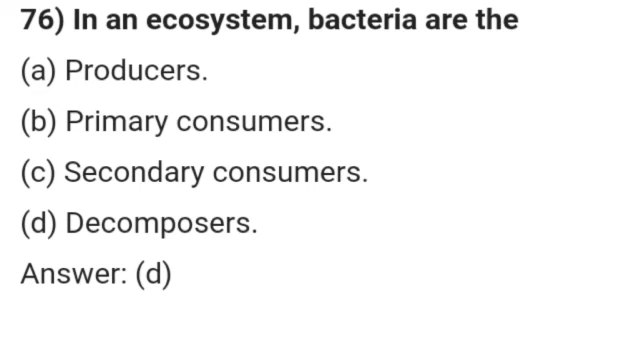 76) In an ecosystem, bacteria are the
(a) Producers.
(b) Primary consumers.
(c) Secondary consumers.
(d) Decomposers.
Answer: (d)